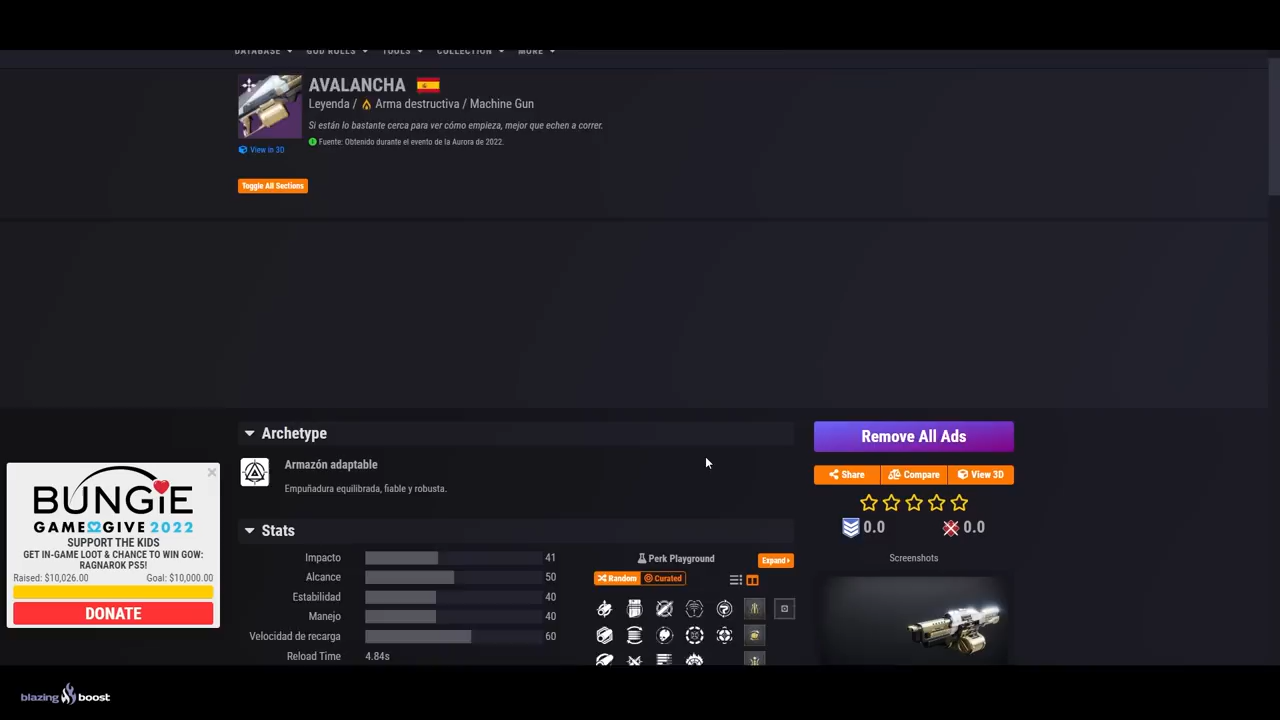 DATABASE GOD ROLLS TOOLS COLLECTION MORE
AVALANCHA
Leyenda / Arma destructiva / Machine Gun
Si están lo bastante cerca para ver cómo empieza, mejor que echen a correr.
Fuente: Obtenido durante el evento de la Aurora de 2022.
View in 3D
Toggle All Sections
Archetype
Armazón adaptable
Empuñadura equilibrada, fiable y robusta.
Stats
Impacto 41
Alcance 50
Estabilidad 40
Manejo 40
Velocidad de recarga 60
Reload Time 4.84s
Perk Playground
Expand
Random Curated
Remove All Ads
Share Compare View 3D
0.0 0.0
Screenshots
BUNGIE
GAME GIVE 2022
SUPPORT THE KIDS
GET IN-GAME LOOT & CHANCE TO WIN GOW:
RAGNAROK PS5!
Raised: $10,026.00 Goal: $10,000.00
DONATE
blazing boost